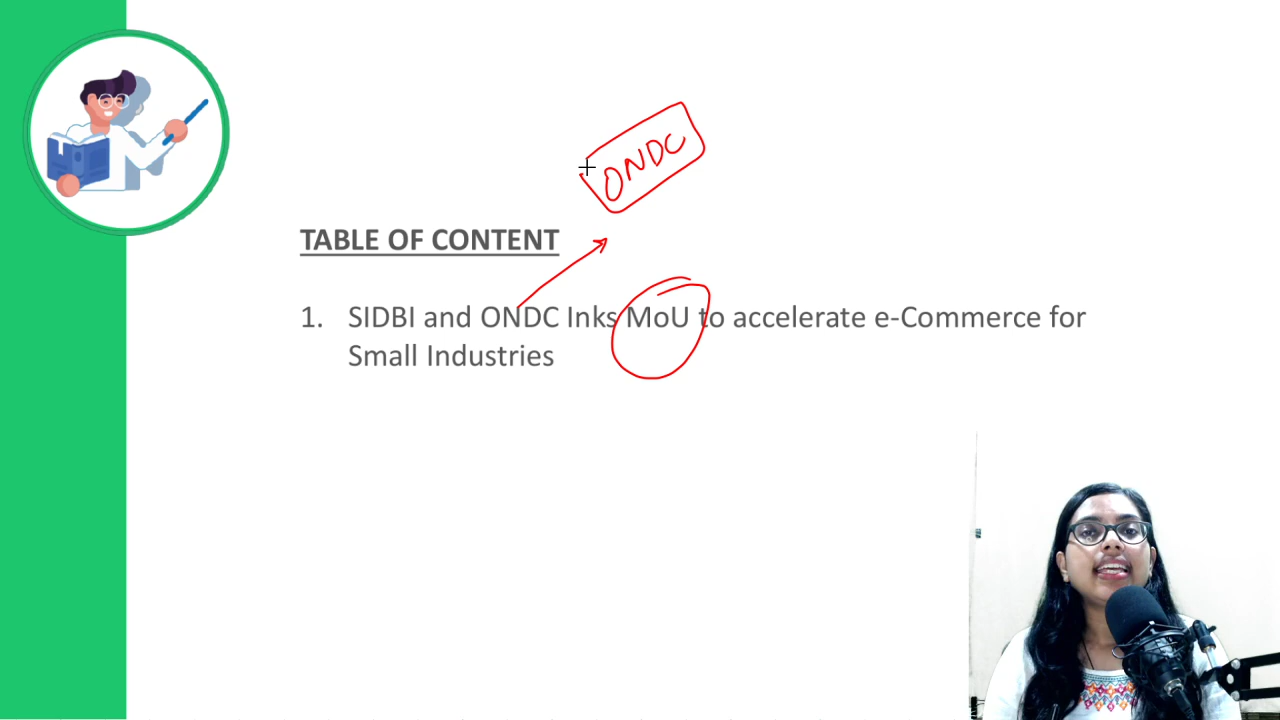 ONDC
TABLE OF CONTENT
1. SIDBI and ONDC Inks MoU to accelerate e-Commerce for
Small Industries